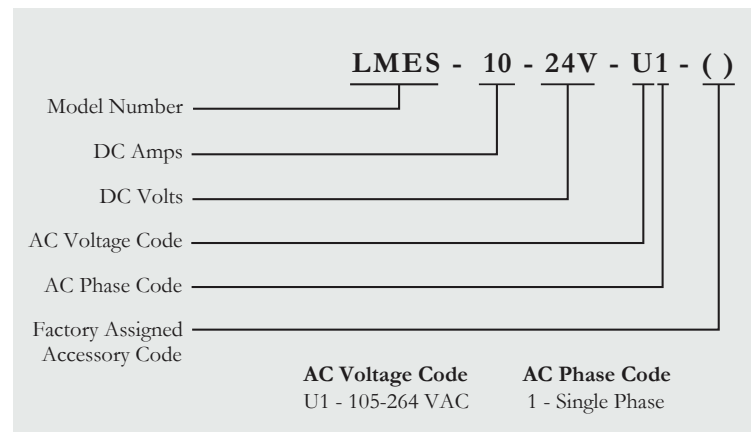 LMES - 10 - 24V - U1 - ( )
Model Number
DC Amps
DC Volts
AC Voltage Code
AC Phase Code
Factory Assigned
Accessory Code
AC Voltage Code
U1 - 105-264 VAC
AC Phase Code
1 - Single Phase